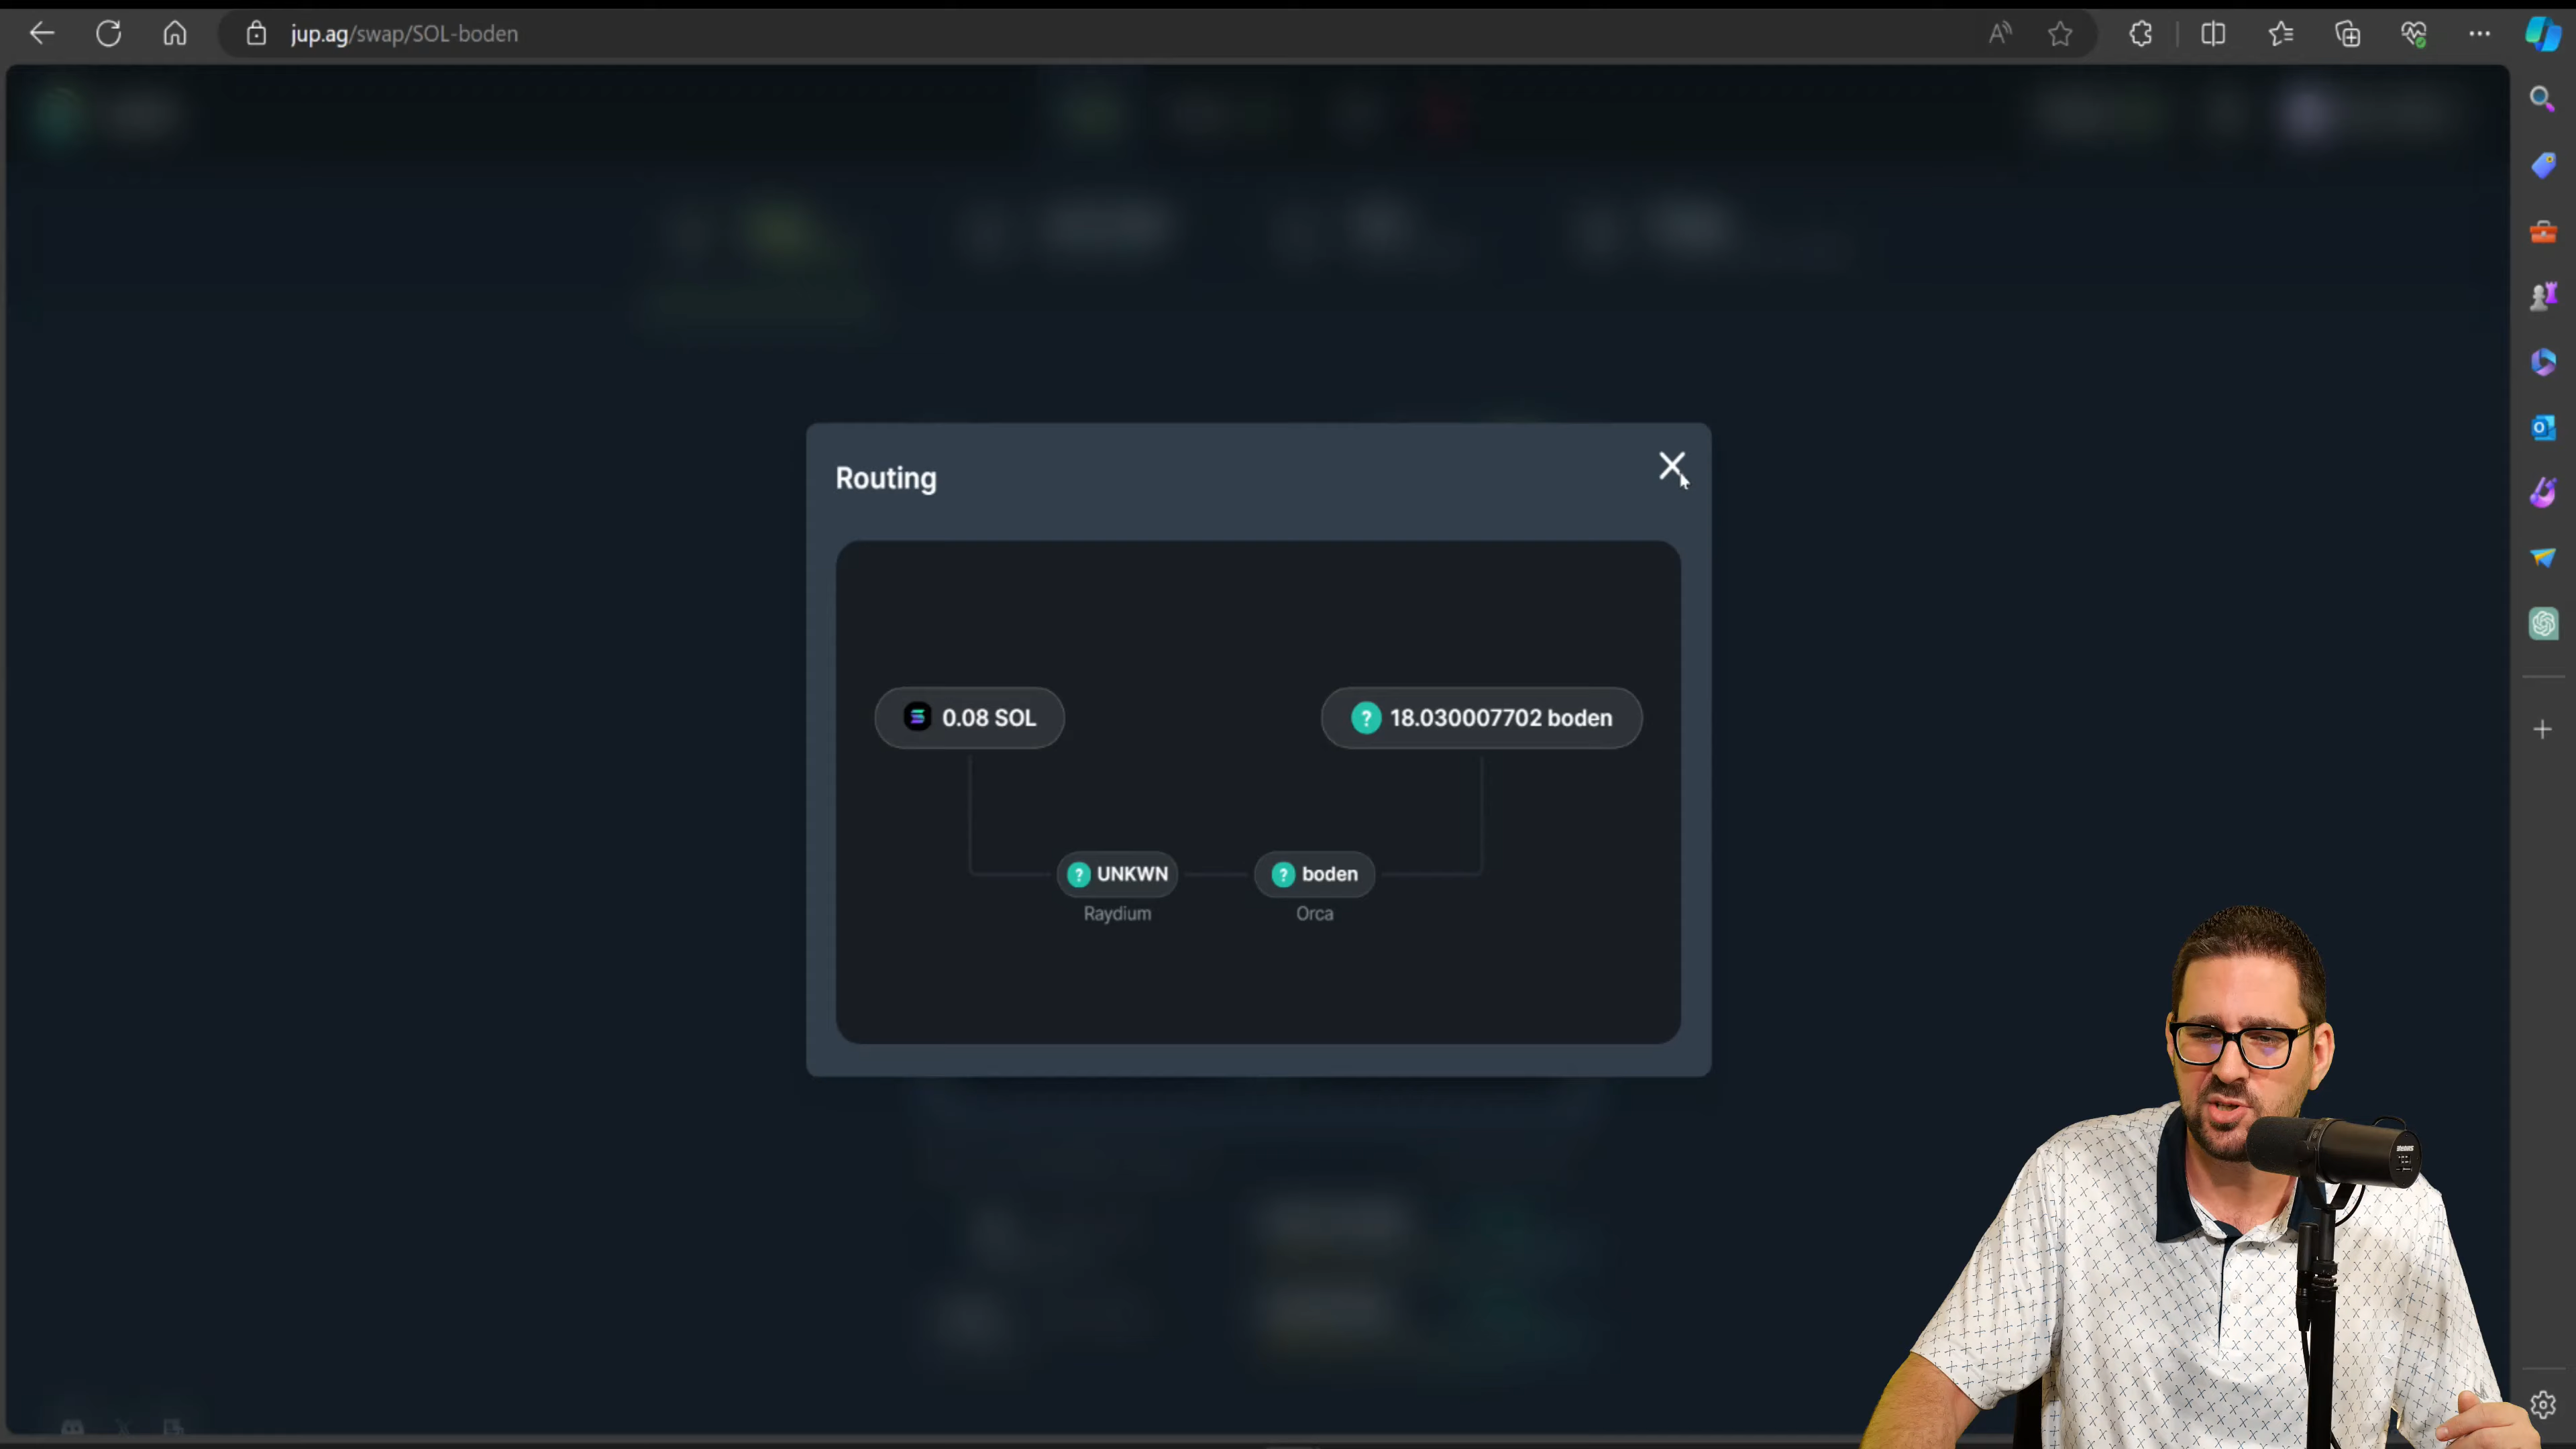 jup.ag/swap/SOL-boden
Routing
0.08 SOL
? 18.030007702 boden
? UNKWN
? boden
Raydium
Orca